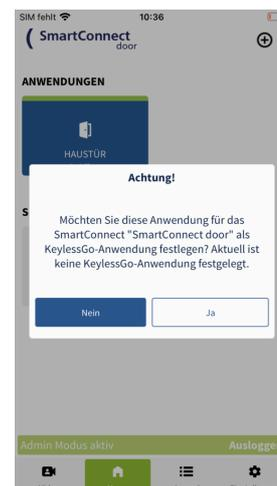 SIM fehlt 10:36
SmartConnect
door
ANWENDUNGEN
HAUSTÜR
Achtung!
Möchten Sie diese Anwendung für das
SmartConnect "SmartConnect door" als
KeylessGo-Anwendung festlegen? Aktuell ist
keine KeylessGo-Anwendung festgelegt.
Nein Ja
Admin Modus aktiv Auslogge